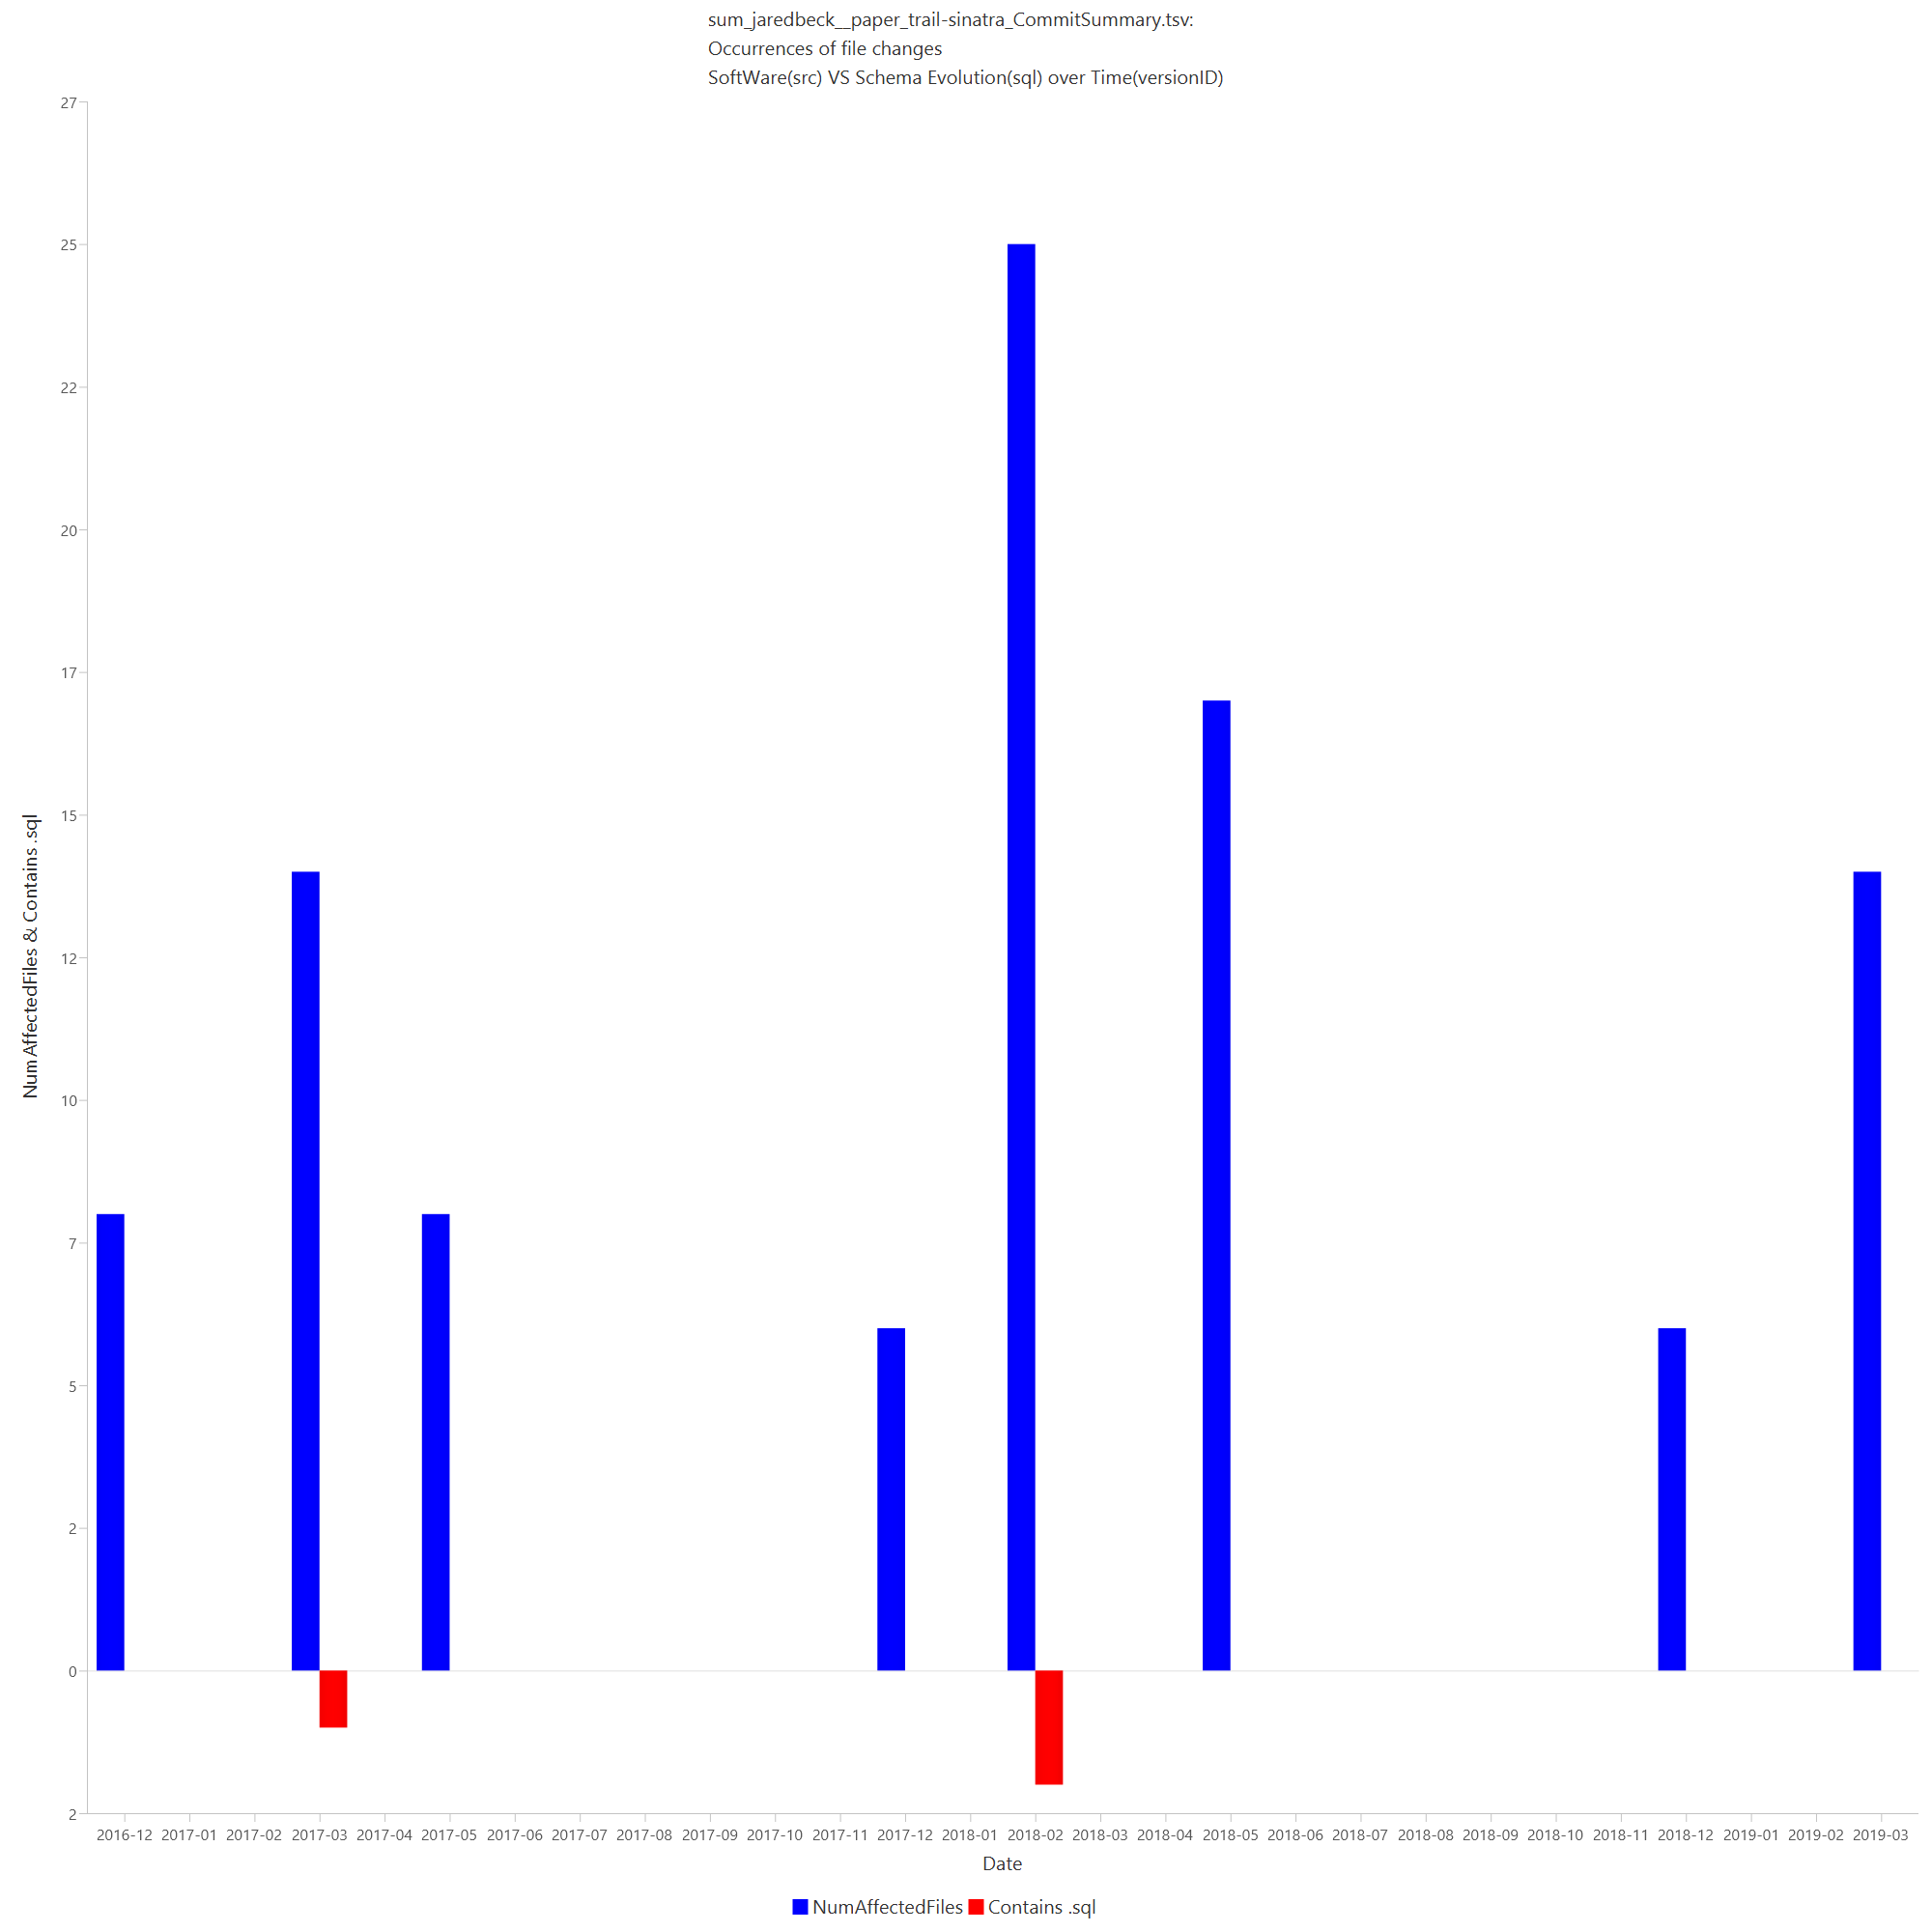 sum_jaredbeck__paper_trail-sinatra_CommitSummary.tsv:
Occurrences of file changes
SoftWare(src) VS Schema Evolution(sql) over Time(versionID)
27
25
22
20
17
15
12
10
7
5
2
0
2
NumAffectedFiles & Contains .sql
2016-12 2017-01 2017-02 2017-03 2017-04 2017-05 2017-06 2017-07 2017-08 2017-09 2017-10 2017-11 2017-12 2018-01 2018-02 2018-03 2018-04 2018-05 2018-06 2018-07 2018-08 2018-09 2018-10 2018-11 2018-12 2019-01 2019-02 2019-03
Date
NumAffectedFiles Contains .sql